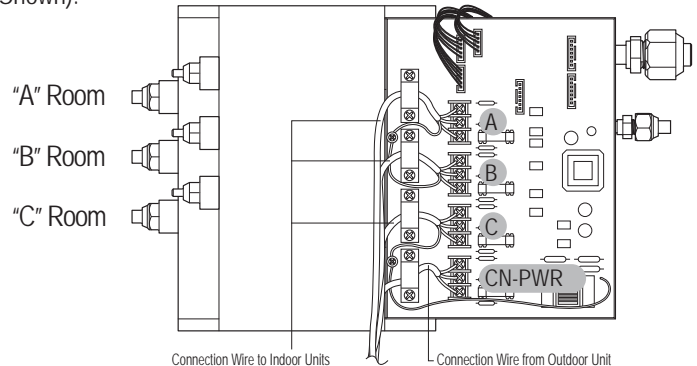 Shown).
"A" Room
"B" Room
"C" Room
A
B
C
CN-PWR
Connection Wire to Indoor Units
Connection Wire from Outdoor Unit